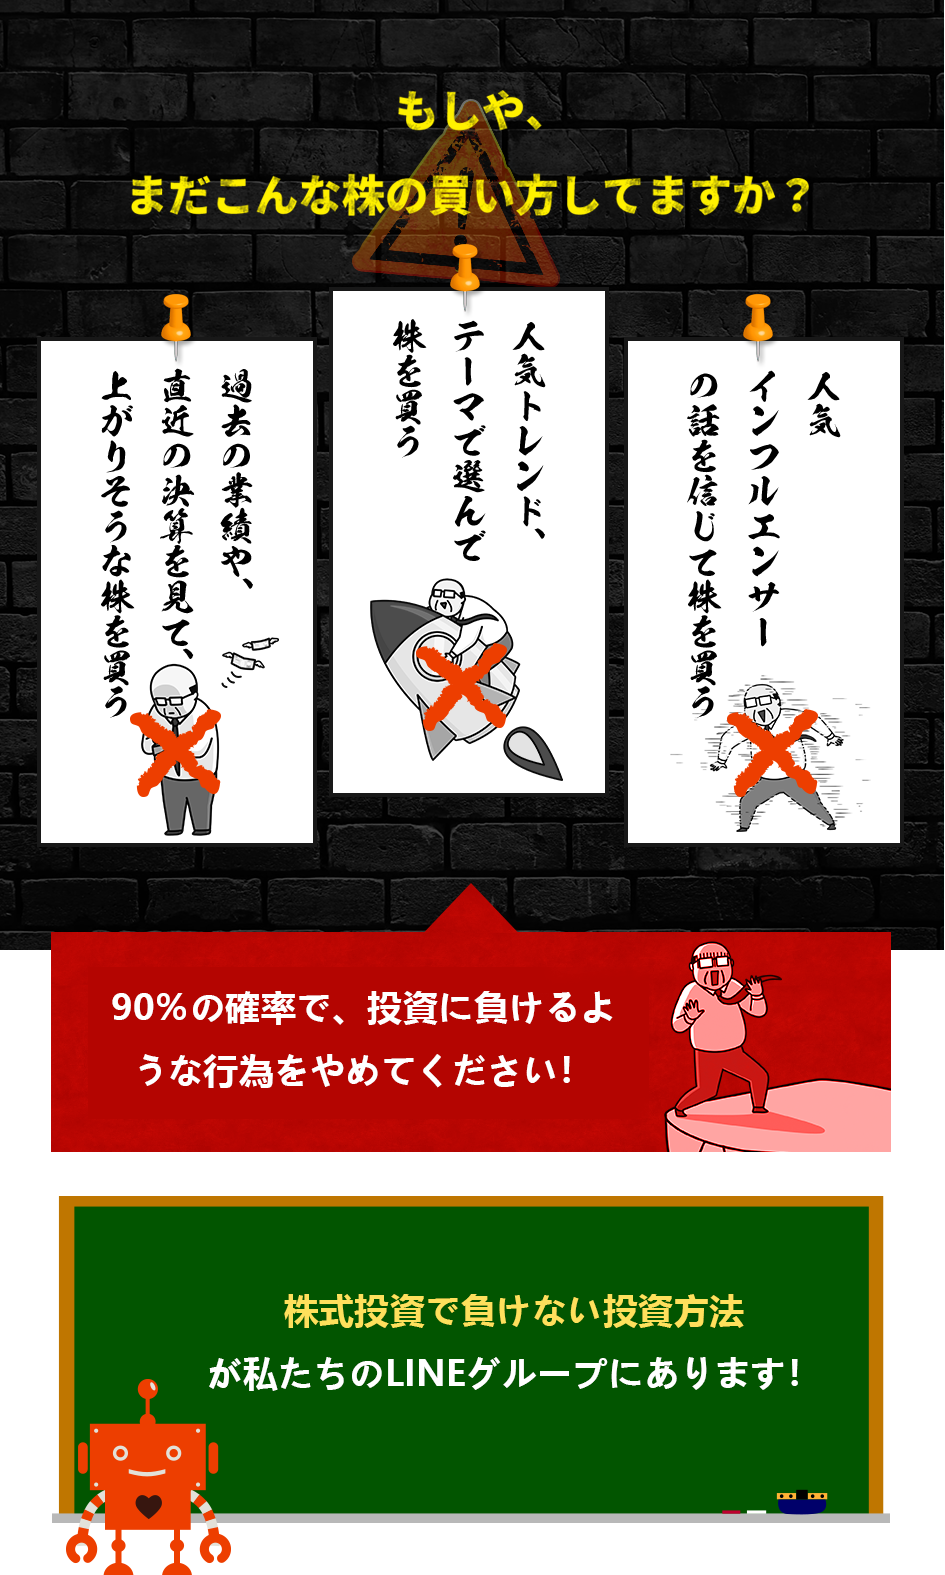 もしや、
まだこんな株の買い方してますか？
人気
インフルエンサー
の話を信じて株を買う
人気トレンド、
テーマで選んで
株を買う
過去の業績や、
直近の決算を見て、
上がりそうな株を買う
90%の確率で、投資に負けるよ
うな行為をやめてください！
株式投資で負けない投資方法
が私たちのLINEグループにあります！